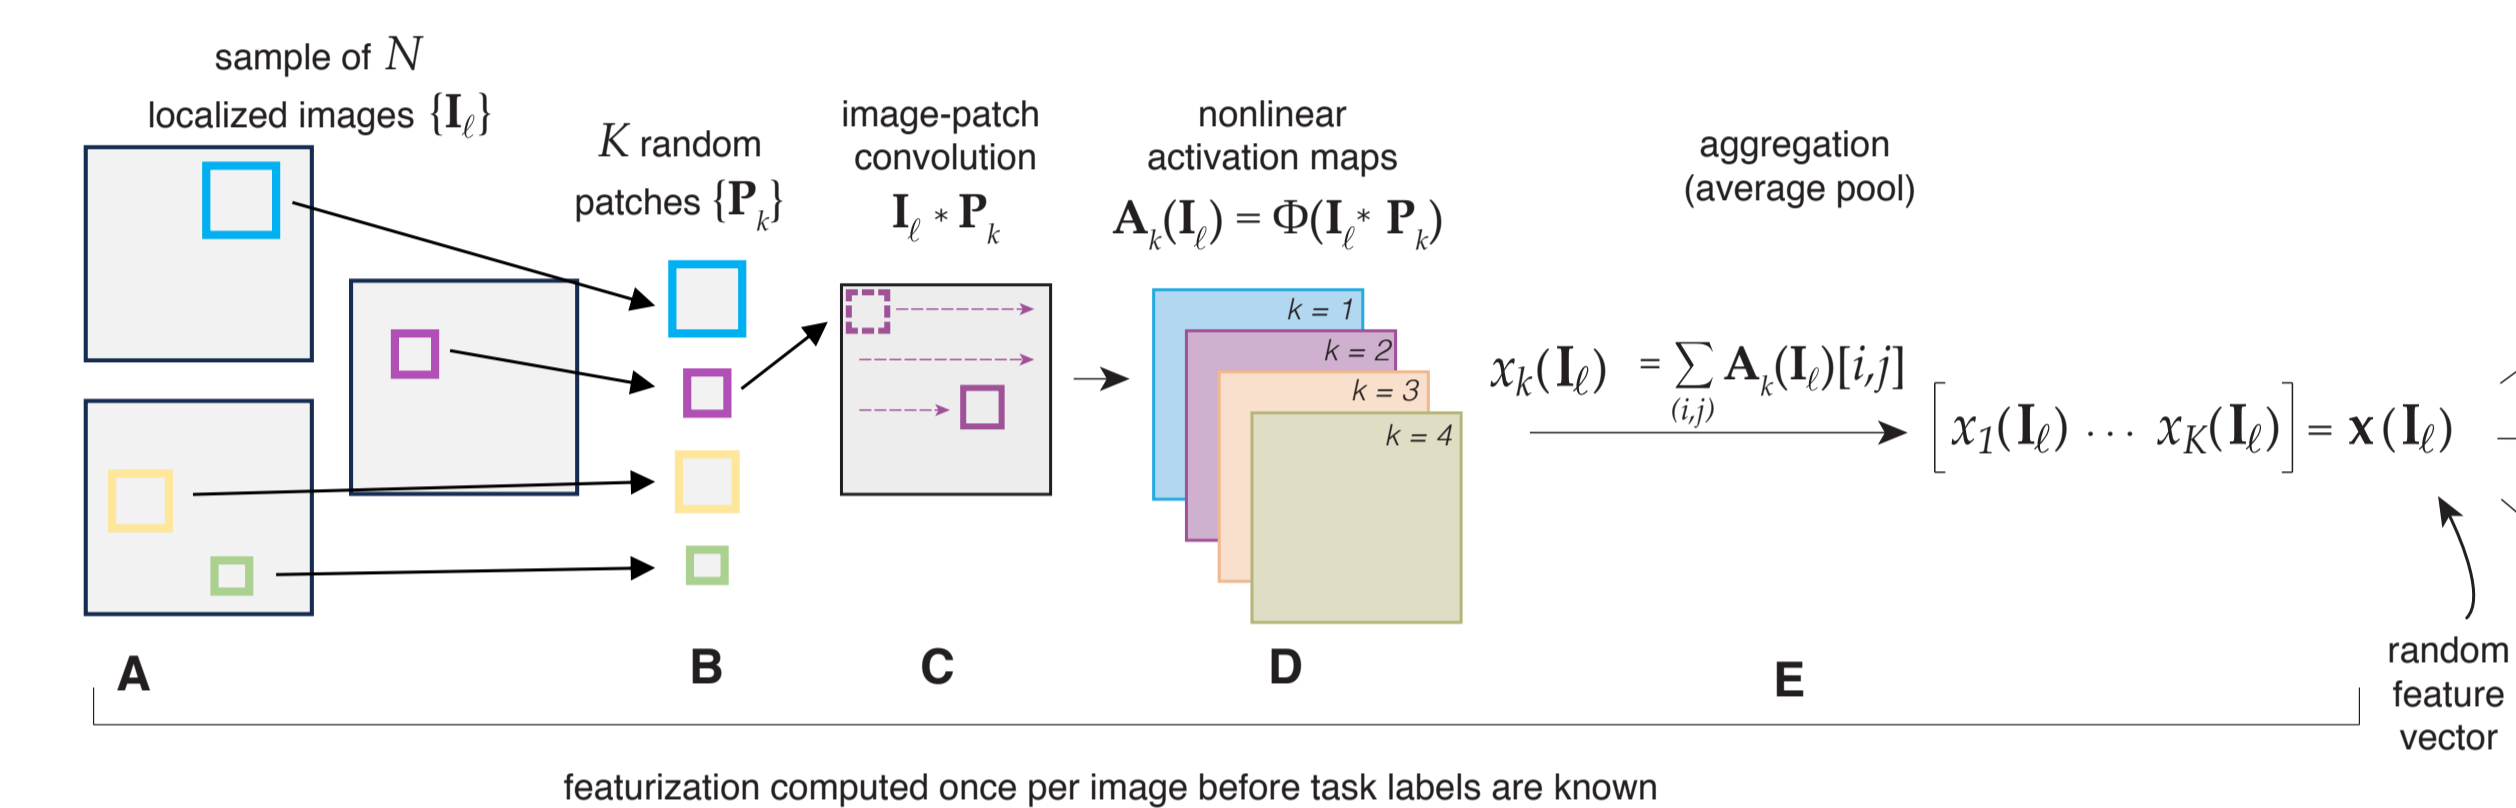 sample of N
localized images {I_ℓ}
K random
patches {P_k}
image-patch
convolution
I_ℓ * P_k
nonlinear
activation maps
A_k(I_ℓ) = Φ(I_ℓ * P_k)
aggregation
(average pool)
k = 1
k = 2
k = 3
k = 4
x_k(I_ℓ) = ∑ A_k(I_ℓ)[i,j]
(i,j)
[x_1(I_ℓ) ··· x_K(I_ℓ)] = x(I_ℓ)
A
B
C
D
E
random
feature
vector
featurization computed once per image before task labels are known